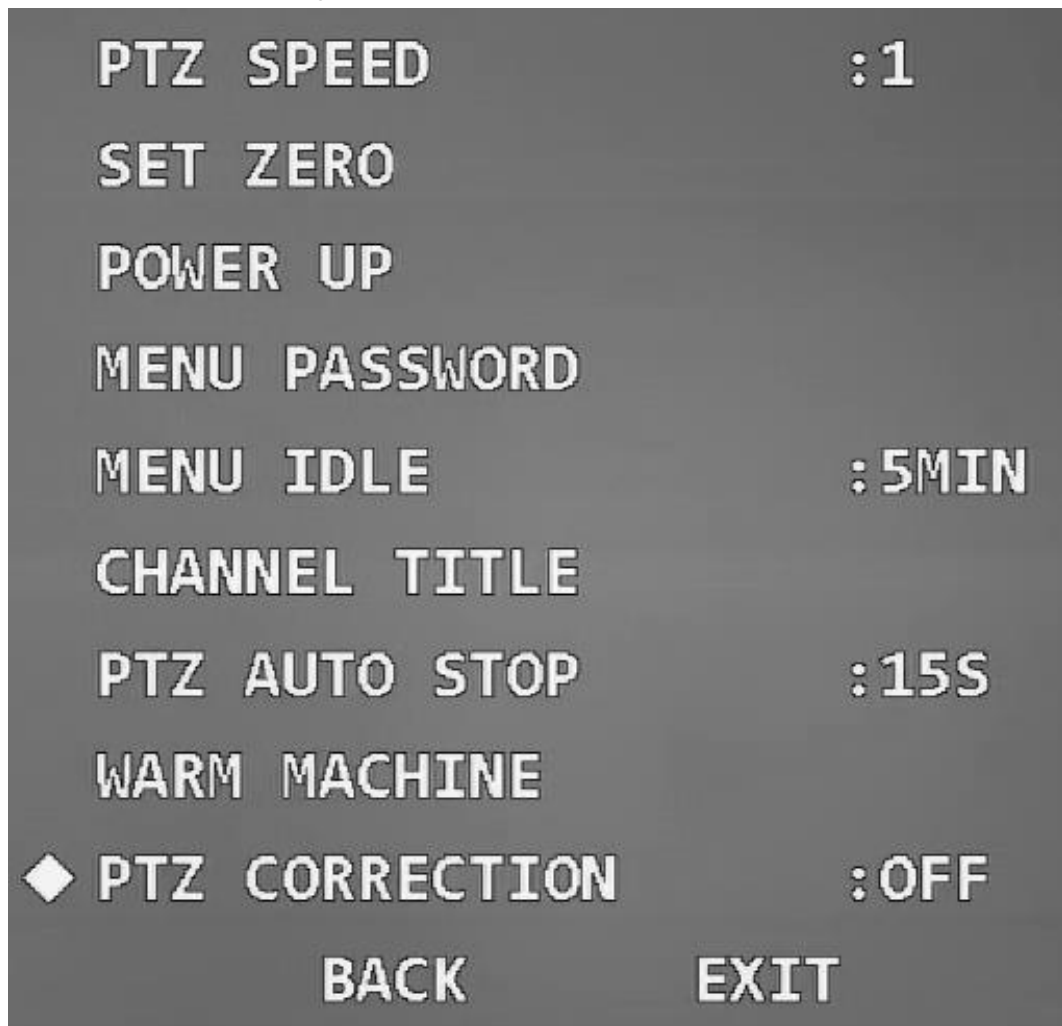 PTZ SPEED :1
SET ZERO
POWER UP
MENU PASSWORD
MENU IDLE :5MIN
CHANNEL TITLE
PTZ AUTO STOP :15S
WARM MACHINE
PTZ CORRECTION :OFF
BACK EXIT